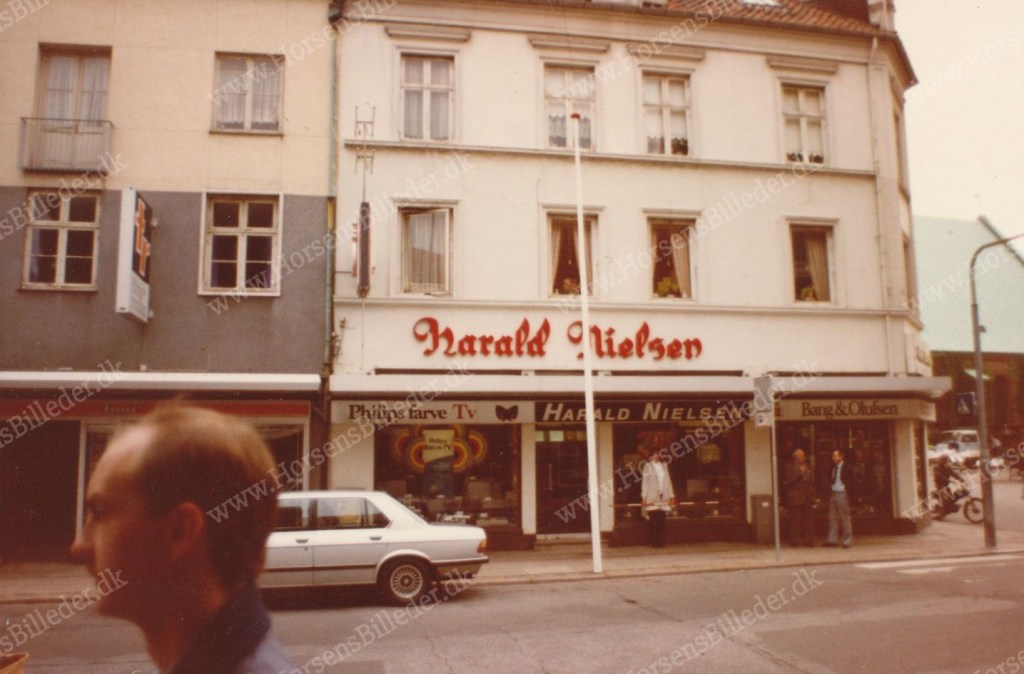 Harald Nielsen
Philips farve Tv
HARALD NIELSEN
Bang & Olufsen
www.HorsensBilleder.dk